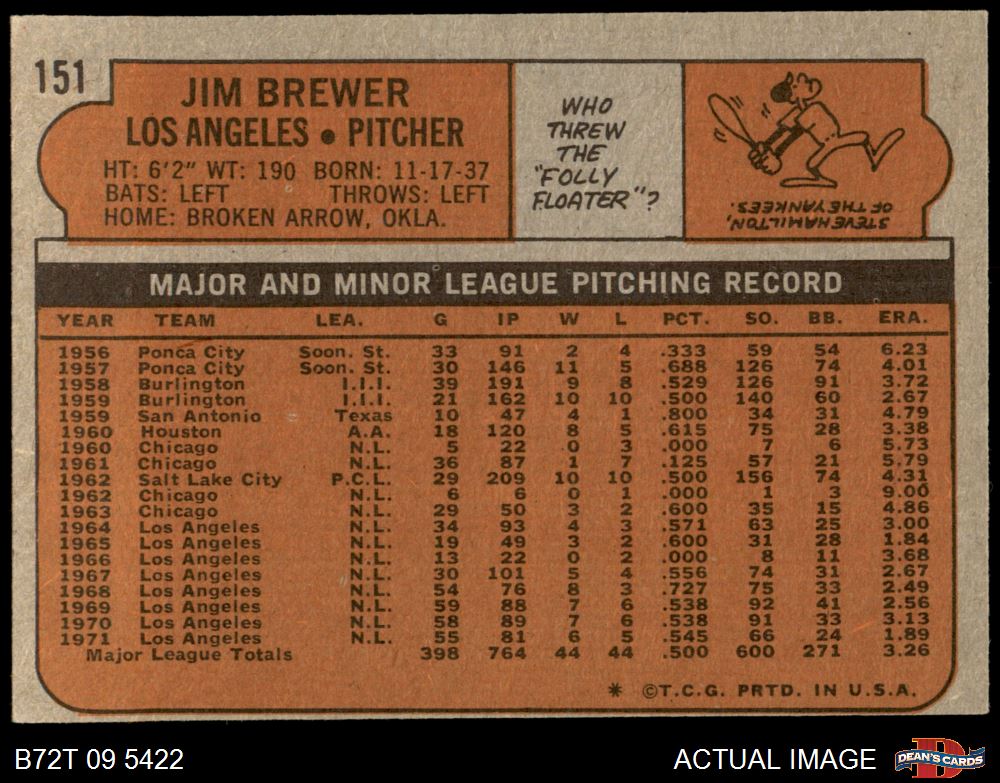 151
JIM BREWER
LOS ANGELES • PITCHER
HT: 6'2" WT: 190 BORN: 11-17-37
BATS: LEFT THROWS: LEFT
HOME: BROKEN ARROW, OKLA.
WHO
THREW
THE
"FOLLY
FLOATER"?
STEVE HAMILTON,
OF THE YANKEES.
MAJOR AND MINOR LEAGUE PITCHING RECORD
YEAR TEAM LEA. G IP W L PCT. SO. BB. ERA.
1956 Ponca City Soon. St. 33 91 2 4 .333 59 54 6.23
1957 Ponca City Soon. St. 30 146 11 5 .688 126 74 4.01
1958 Burlington I.I.I. 39 191 9 8 .529 126 91 3.72
1959 Burlington I.I.I. 21 162 10 10 .500 140 60 2.67
1959 San Antonio Texas 10 47 4 1 .800 34 31 4.79
1960 Houston A.A. 18 120 8 5 .615 75 28 3.38
1960 Chicago N.L. 5 22 0 3 .000 7 6 5.73
1961 Chicago N.L. 36 87 1 7 .125 57 21 5.79
1962 Salt Lake City P.C.L. 29 209 10 10 .500 156 74 4.31
1962 Chicago N.L. 6 6 0 1 .000 1 3 9.00
1963 Chicago N.L. 29 50 3 2 .600 35 15 4.86
1964 Los Angeles N.L. 34 93 4 3 .571 63 25 3.00
1965 Los Angeles N.L. 19 49 3 2 .600 31 28 1.84
1966 Los Angeles N.L. 13 22 0 2 .000 8 11 3.68
1967 Los Angeles N.L. 30 101 5 4 .556 74 31 2.67
1968 Los Angeles N.L. 54 76 8 3 .727 75 33 2.49
1969 Los Angeles N.L. 59 88 7 6 .538 92 41 2.56
1970 Los Angeles N.L. 58 89 7 6 .538 91 33 3.13
1971 Los Angeles N.L. 55 81 6 5 .545 66 24 1.89
Major League Totals 398 764 44 44 .500 600 271 3.26
* ©T.C.G. PRTD. IN U.S.A.
B72T 09 5422
ACTUAL IMAGE
DEAN'S CARDS